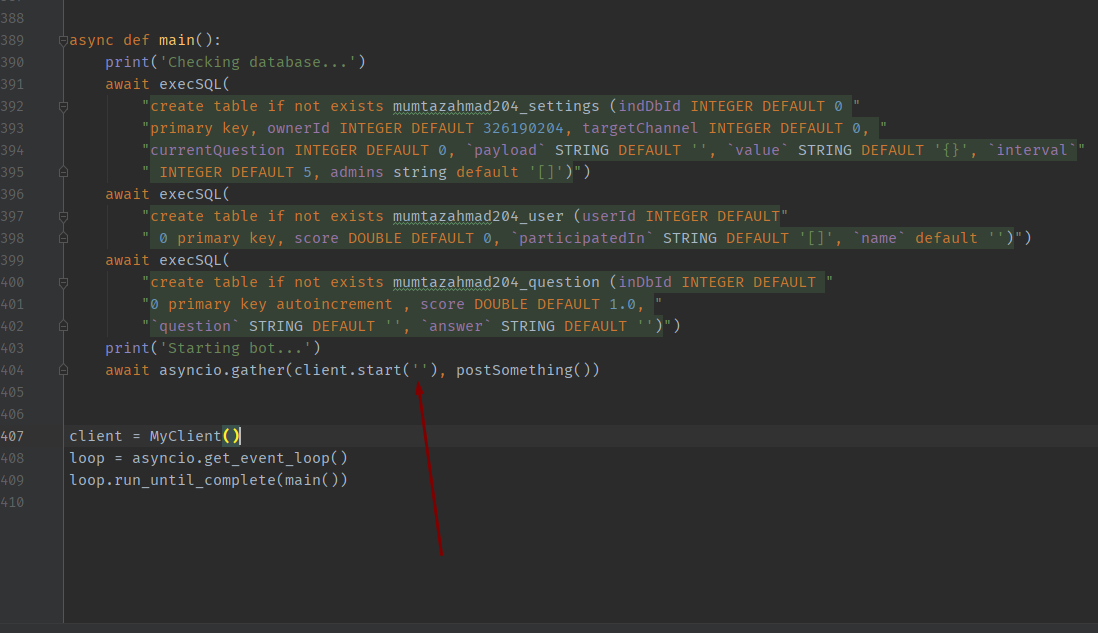 388
389 async def main():
390     print('Checking database...')
391     await execSQL(
392         "create table if not exists mumtazahmad204_settings (indDbId INTEGER DEFAULT 0 "
393         "primary key, ownerId INTEGER DEFAULT 326190204, targetChannel INTEGER DEFAULT 0, "
394         "currentQuestion INTEGER DEFAULT 0, `payload` STRING DEFAULT '', `value` STRING DEFAULT '{}', `interval`"
395         " INTEGER DEFAULT 5, admins string default '[]')")
396     await execSQL(
397         "create table if not exists mumtazahmad204_user (userId INTEGER DEFAULT"
398         " 0 primary key, score DOUBLE DEFAULT 0, `participatedIn` STRING DEFAULT '[]', `name` default '')")
399     await execSQL(
400         "create table if not exists mumtazahmad204_question (inDbId INTEGER DEFAULT "
401         "0 primary key autoincrement , score DOUBLE DEFAULT 1.0, "
402         "`question` STRING DEFAULT '', `answer` STRING DEFAULT '')")
403     print('Starting bot...')
404     await asyncio.gather(client.start(''), postSomething())
405
406
407 client = MyClient()
408 loop = asyncio.get_event_loop()
409 loop.run_until_complete(main())
410